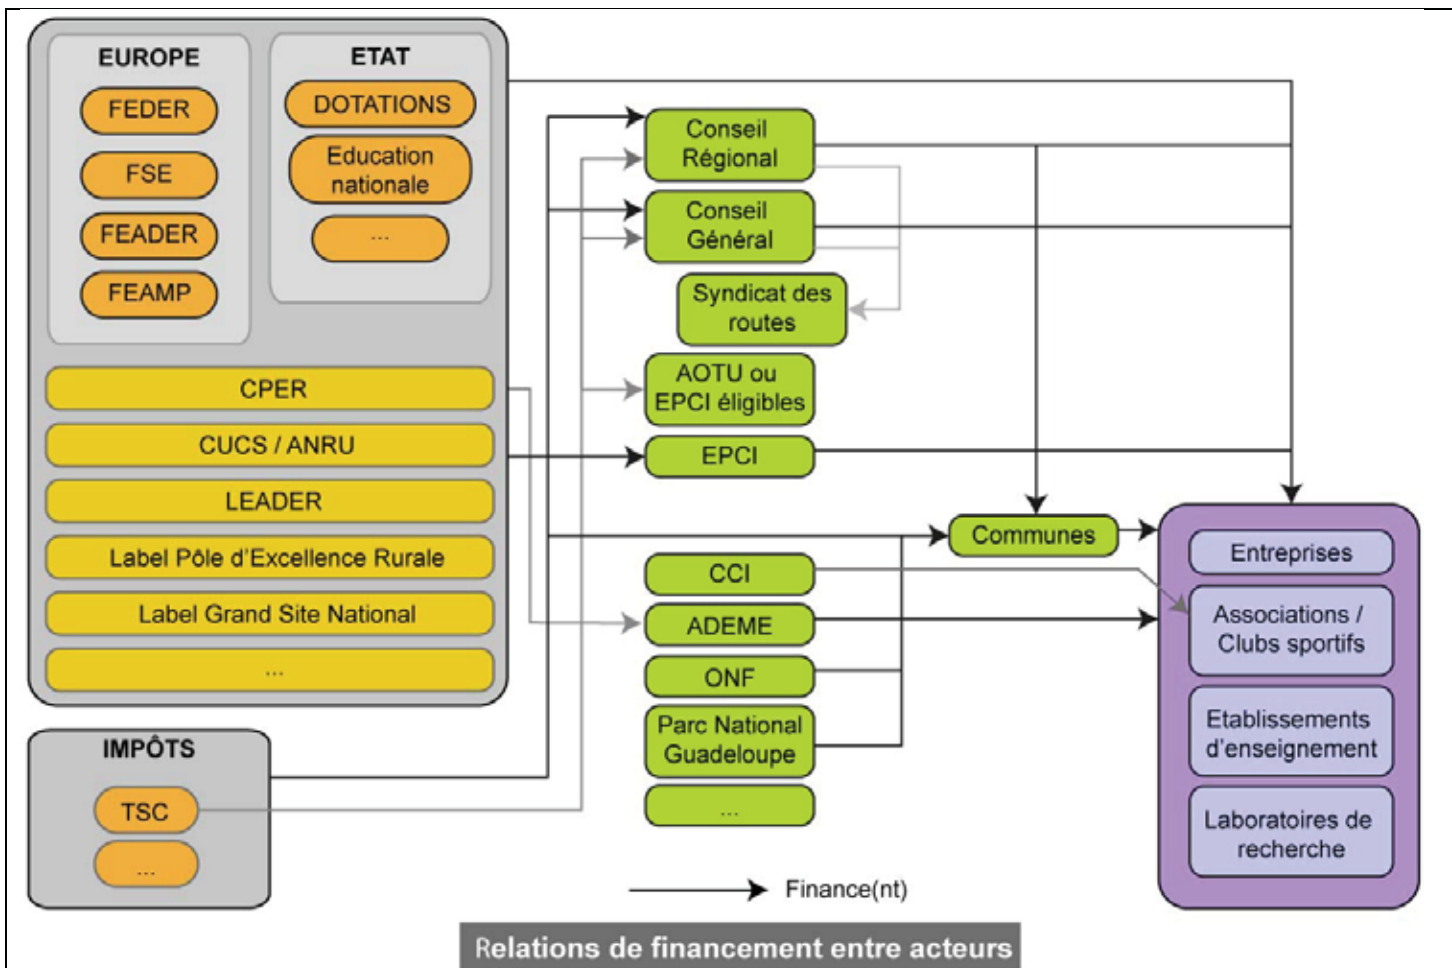 EUROPE
FEDER
FSE
FEADER
FEAMP
ETAT
DOTATIONS
Education
nationale
...
CPER
CUCS / ANRU
LEADER
Label Pôle d'Excellence Rurale
Label Grand Site National
...
IMPÔTS
TSC
...
Conseil
Régional
Conseil
Général
Syndicat des
routes
AOTU ou
EPCI éligibles
EPCI
Communes
CCI
ADEME
ONF
Parc National
Guadeloupe
...
Entreprises
Associations /
Clubs sportifs
Etablissements
d'enseignement
Laboratoires de
recherche
Finance(nt)
Relations de financement entre acteurs